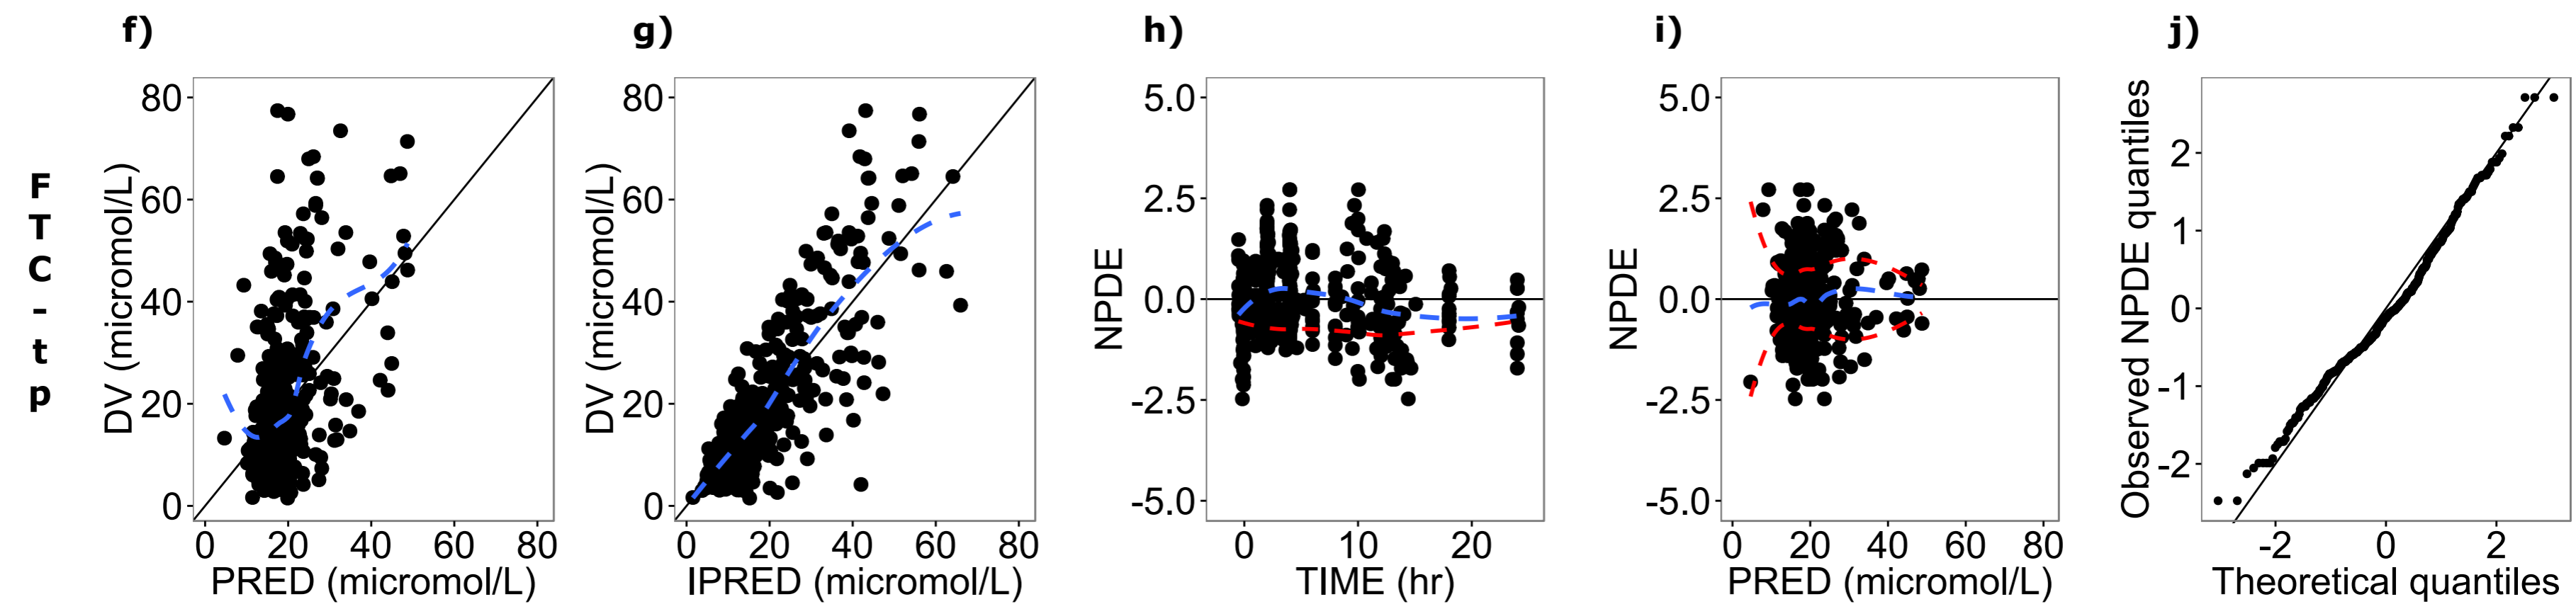 f)
g)
h)
i)
j)
F
T
C
-
t
p
DV (micromol/L)
80
60
40
20
0
0 20 40 60 80
PRED (micromol/L)
DV (micromol/L)
80
60
40
20
0
0 20 40 60 80
IPRED (micromol/L)
NPDE
5.0
2.5
0.0
-2.5
-5.0
0 10 20
TIME (hr)
NPDE
5.0
2.5
0.0
-2.5
-5.0
0 20 40 60 80
PRED (micromol/L)
Observed NPDE quantiles
2
1
0
-1
-2
-2 0 2
Theoretical quantiles